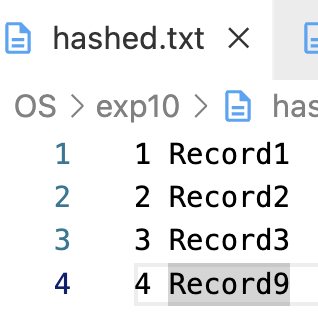 hashed.txt ×
OS > exp10 > has
1 1 Record1
2 2 Record2
3 3 Record3
4 4 Record9